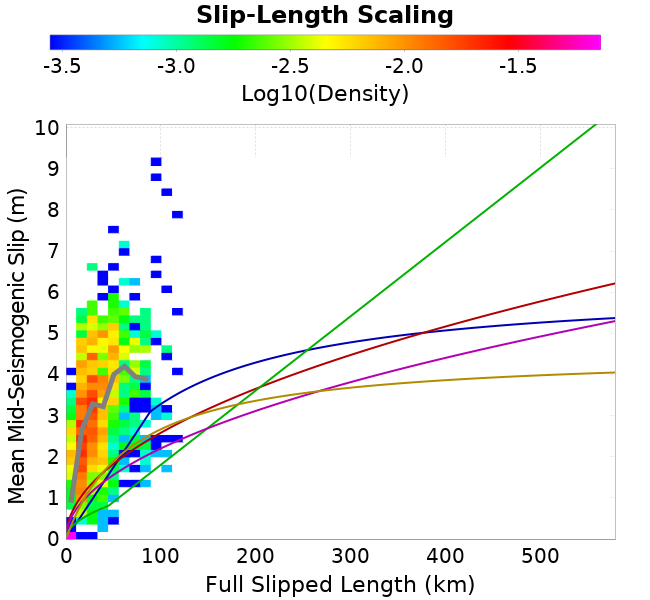 Slip-Length Scaling
-3.5 -3.0 -2.5 -2.0 -1.5
Log10(Density)
10
9
8
7
6
5
4
3
2
1
0
Mean Mid-Seismogenic Slip (m)
0 100 200 300 400 500
Full Slipped Length (km)